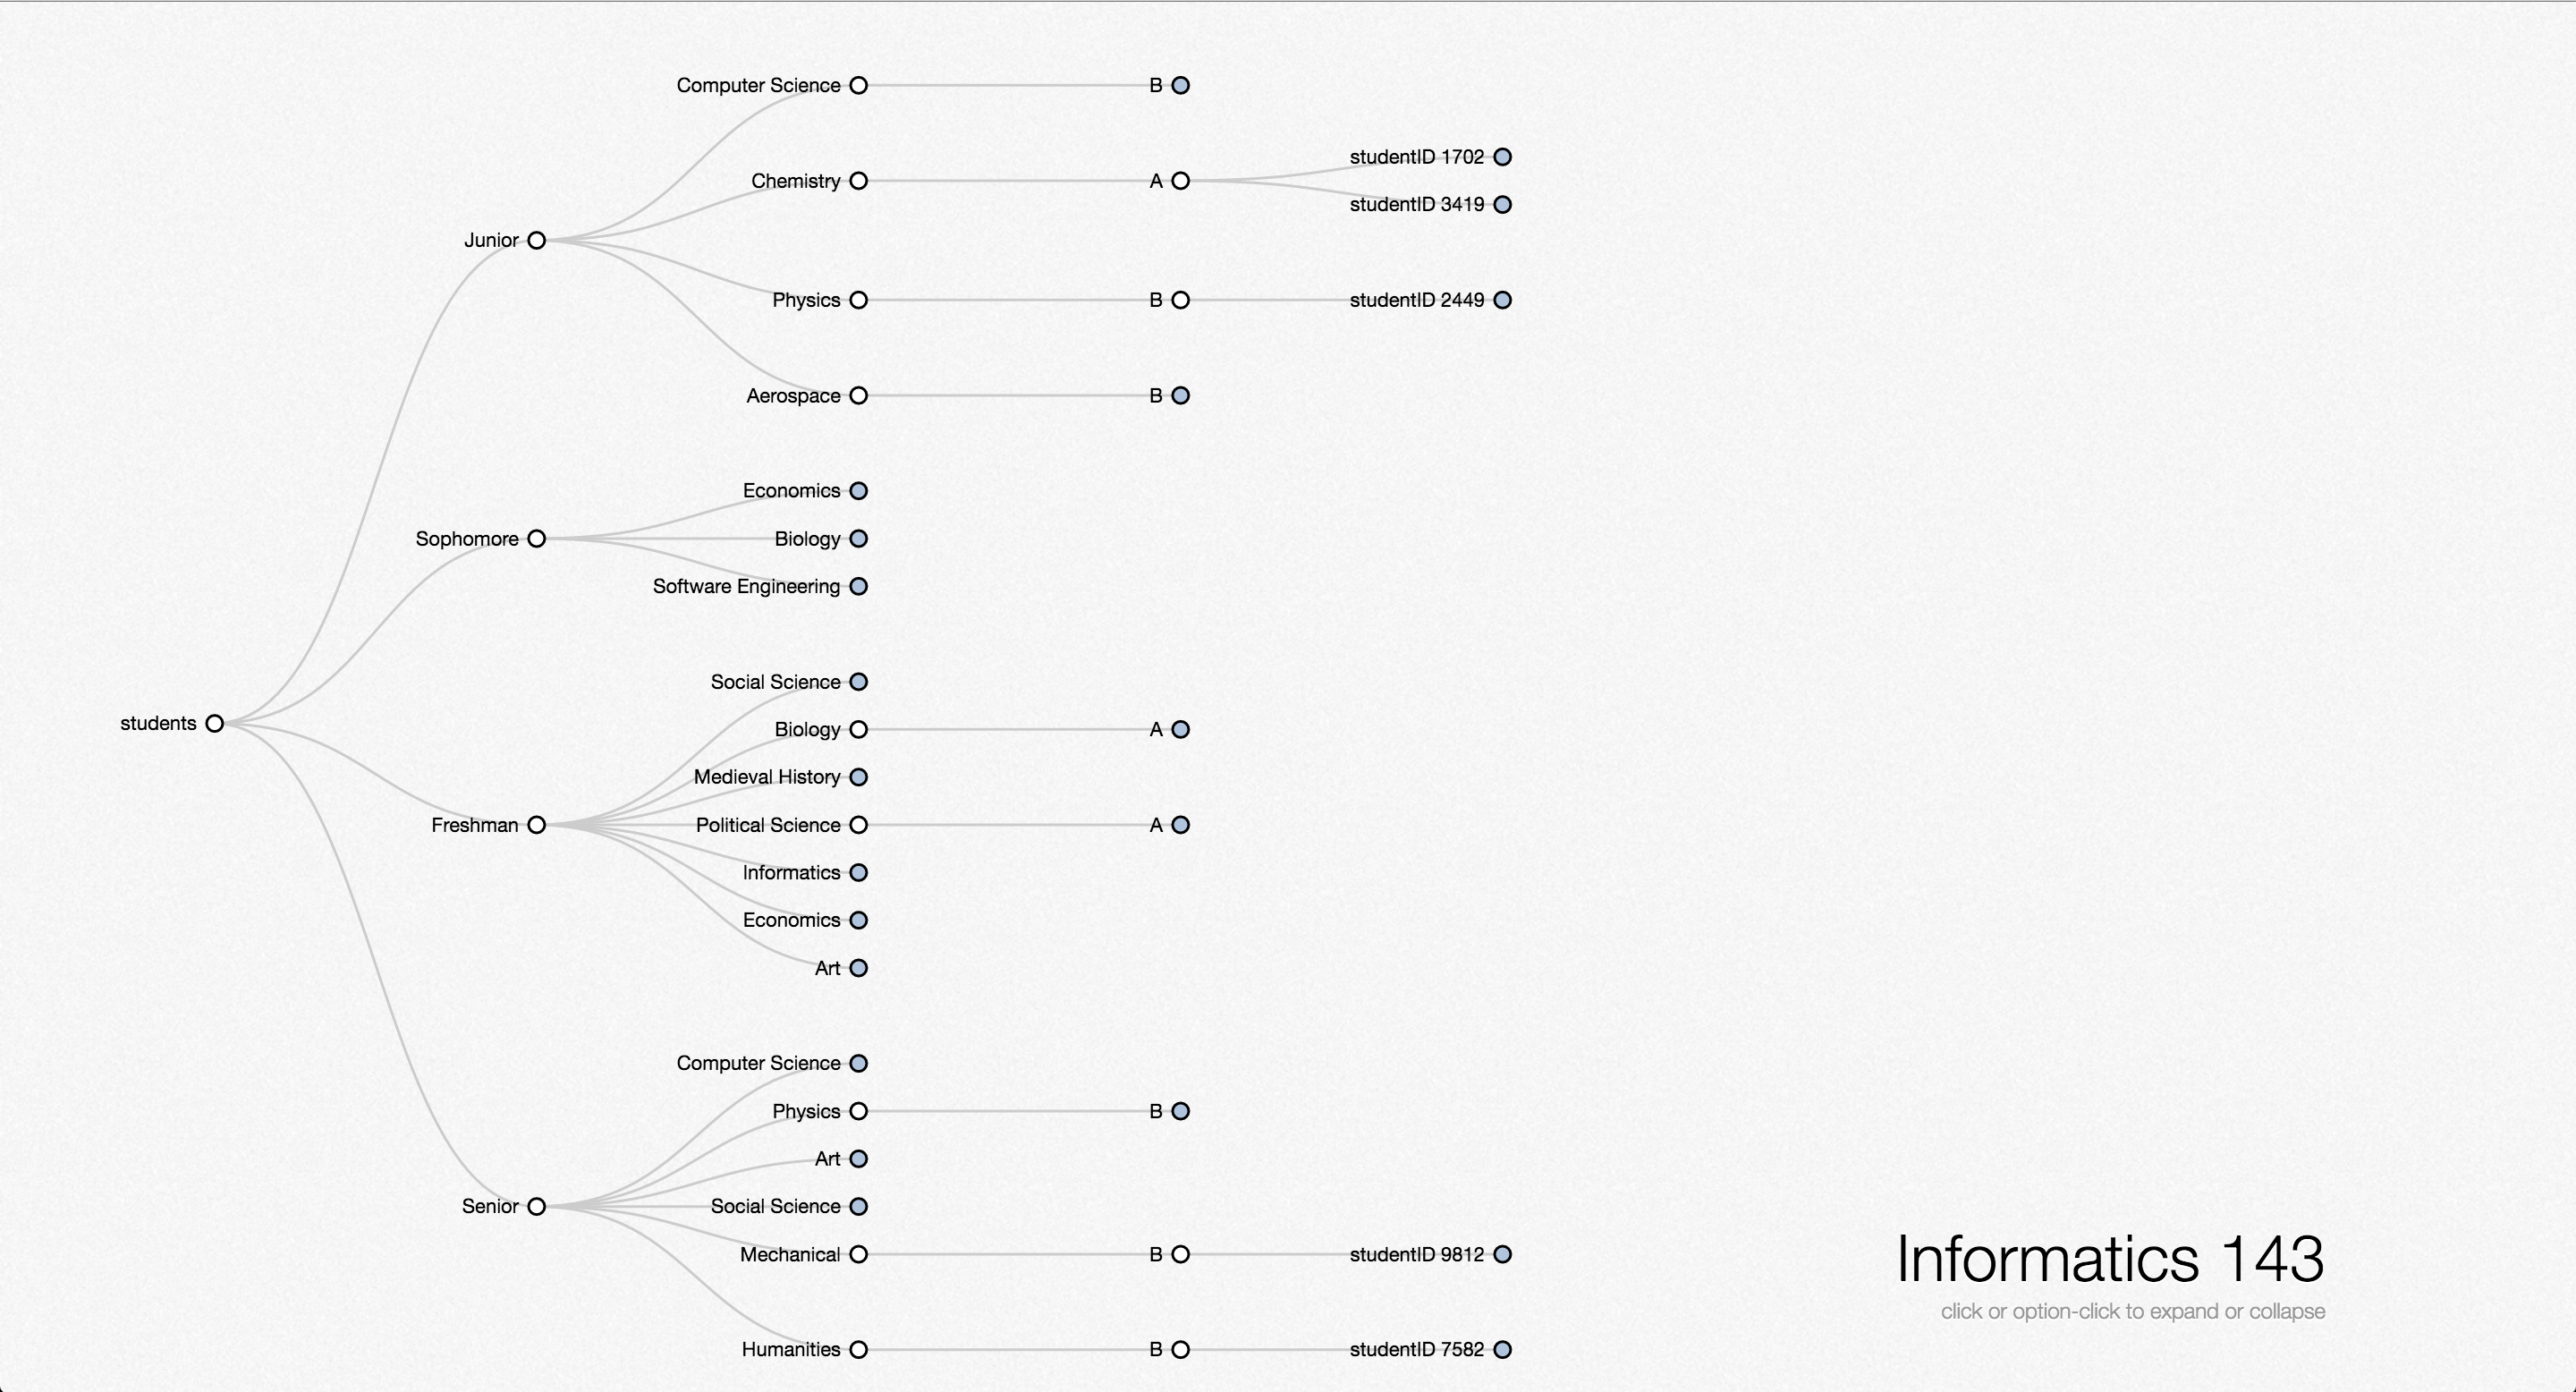 Computer Science B
studentID 1702
Chemistry A
studentID 3419
Junior
Physics B studentID 2449
Aerospace B
Economics
Sophomore Biology
Software Engineering
Social Science
students
Biology A
Medieval History
Freshman Political Science A
Informatics
Economics
Art
Computer Science
Physics B
Art
Senior Social Science
Mechanical B studentID 9812
Humanities B studentID 7582
Informatics 143
click or option-click to expand or collapse